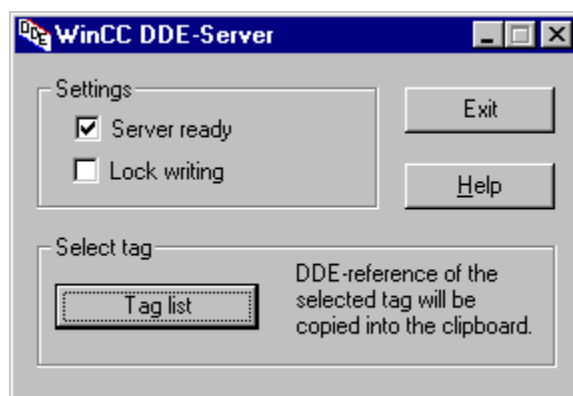 DDE WinCC DDE-Server
Settings
Server ready
Lock writing
Exit
Help
Select tag
Tag list
DDE-reference of the
selected tag will be
copied into the clipboard.